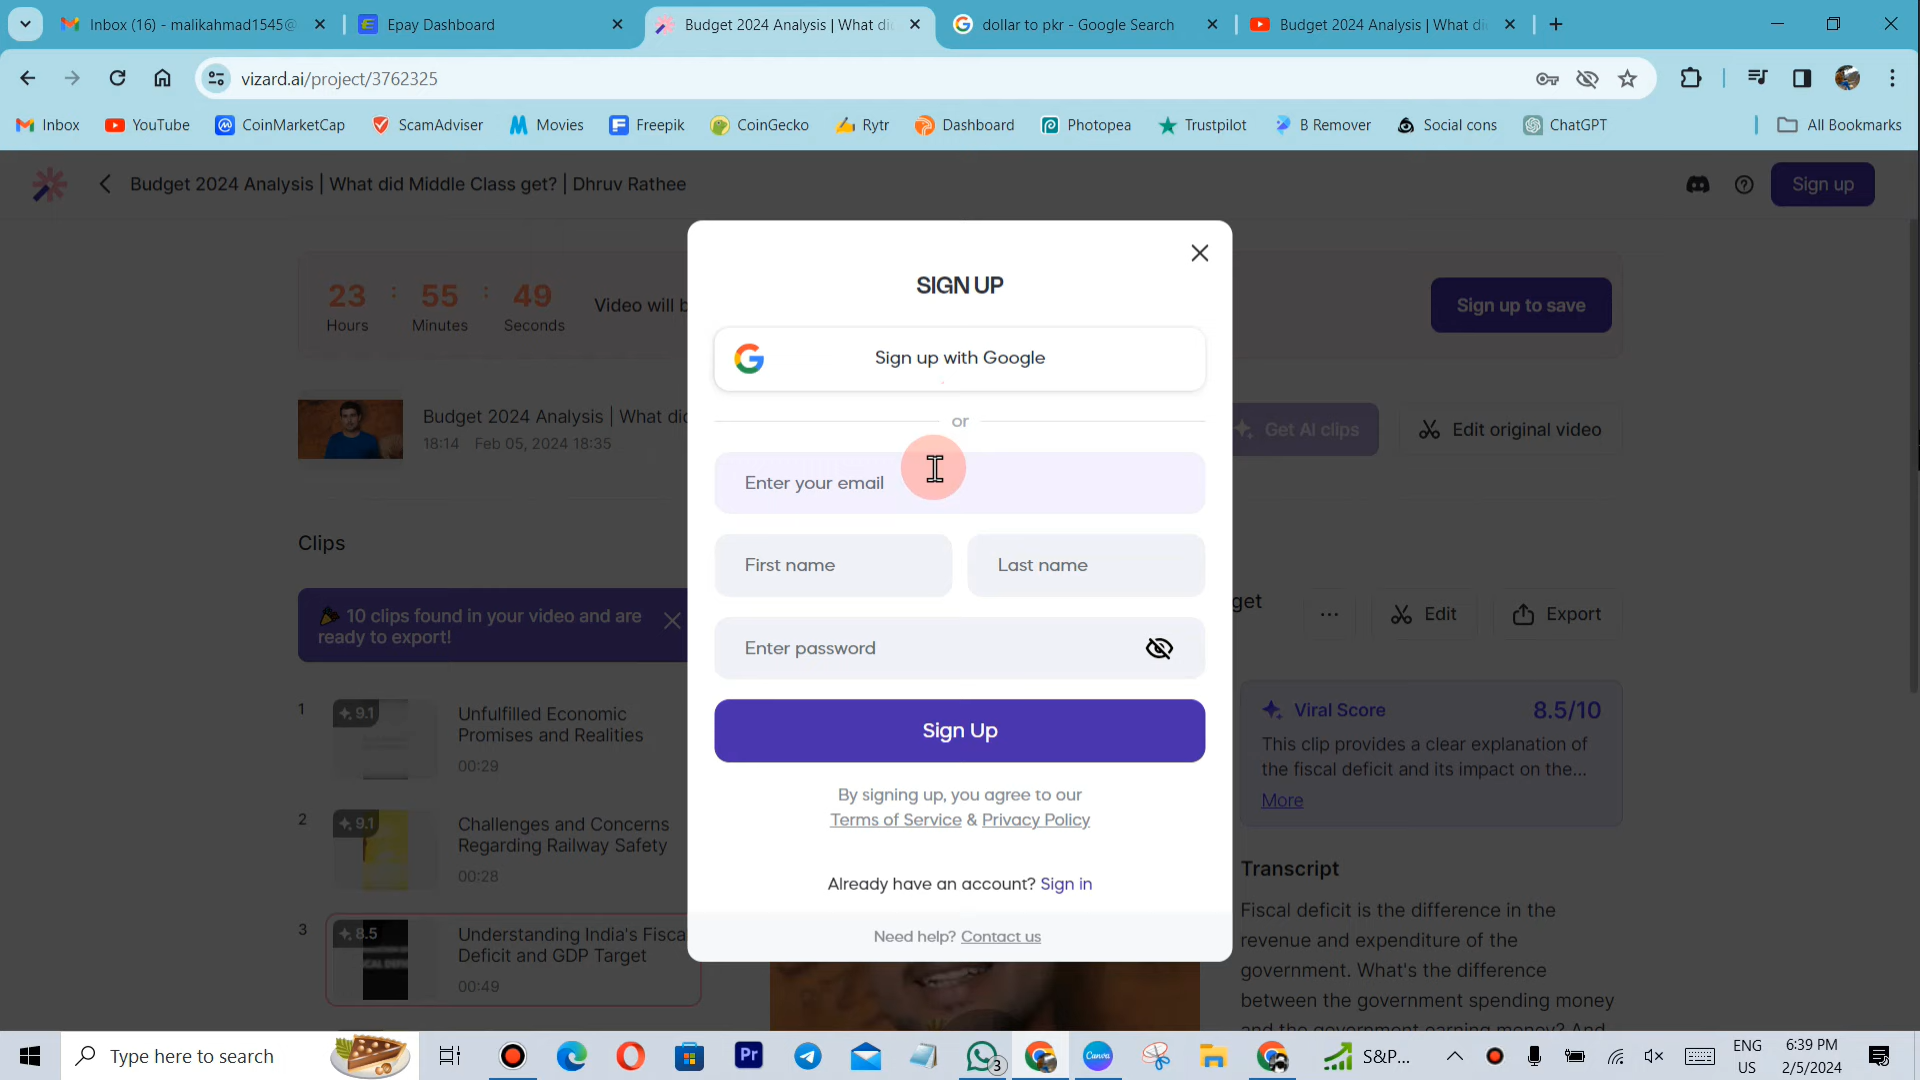 Inbox (16) - malikahmad1545@
Epay Dashboard
Budget 2024 Analysis | What di
dollar to pkr - Google Search
Budget 2024 Analysis | What di
vizard.ai/project/3762325
Inbox
YouTube
CoinMarketCap
ScamAdviser
Movies
Freepik
CoinGecko
Rytr
Dashboard
Photopea
Trustpilot
B Remover
Social cons
ChatGPT
All Bookmarks
Budget 2024 Analysis | What did Middle Class get? | Dhruv Rathee
Sign up
23 : 55 : 49
Hours Minutes Seconds
Video will b
Sign up to save
Budget 2024 Analysis | What did
18:14 Feb 05, 2024 18:35
Get AI clips
Edit original video
Clips
10 clips found in your video and are
ready to export!
1
9.1
Unfulfilled Economic
Promises and Realities
00:29
2
9.1
Challenges and Concerns
Regarding Railway Safety
00:28
3
8.5
Understanding India's Fisca
Deficit and GDP Target
00:49
SIGN UP
Sign up with Google
or
Enter your email
First name
Last name
Enter password
Sign Up
By signing up, you agree to our
Terms of Service & Privacy Policy
Already have an account? Sign in
Need help? Contact us
get
...
Edit
Export
Viral Score 8.5/10
This clip provides a clear explanation of
the fiscal deficit and its impact on the...
More
Transcript
Fiscal deficit is the difference in the
revenue and expenditure of the
government. What's the difference
between the government spending money
and the government earning money? And
Type here to search
Pr
3
Canva
S&P...
ENG
US
6:39 PM
2/5/2024